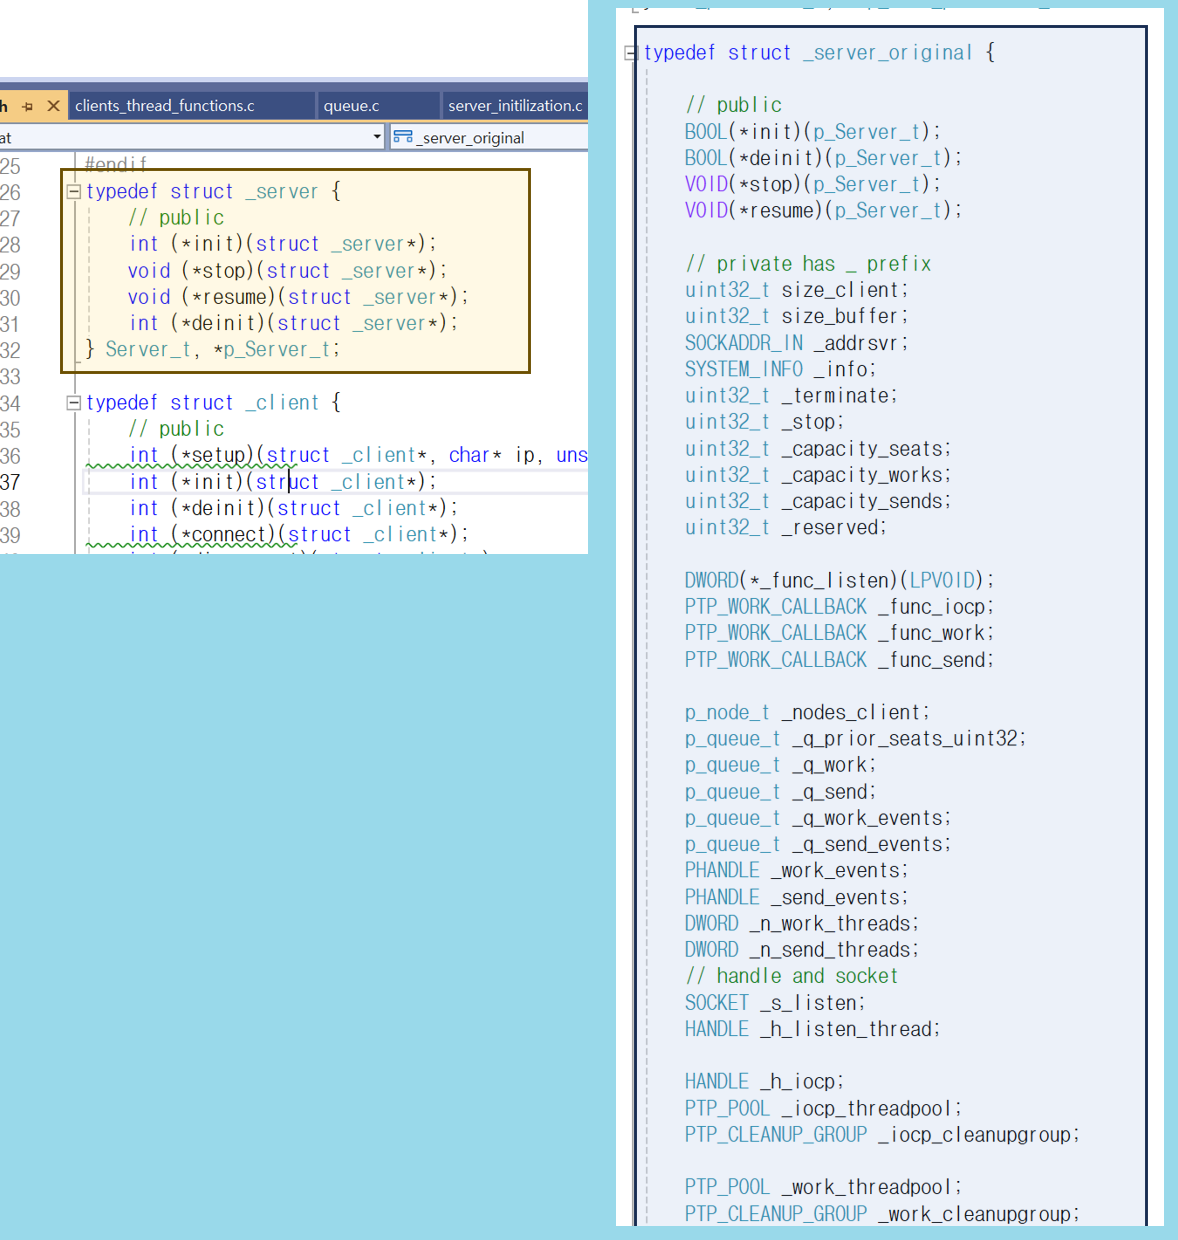 h
clients_thread_functions.c
queue.c
server_initilization.c
at
_server_original
25 #endif
26 typedef struct _server {
27 // public
28 int (*init)(struct _server*);
29 void (*stop)(struct _server*);
30 void (*resume)(struct _server*);
31 int (*deinit)(struct _server*);
32 } Server_t, *p_Server_t;
33
34 typedef struct _client {
35 // public
36 int (*setup)(struct _client*, char* ip, uns
37 int (*init)(struct _client*);
38 int (*deinit)(struct _client*);
39 int (*connect)(struct _client*);
typedef struct _server_original {
// public
BOOL(*init)(p_Server_t);
BOOL(*deinit)(p_Server_t);
VOID(*stop)(p_Server_t);
VOID(*resume)(p_Server_t);
// private has _ prefix
uint32_t size_client;
uint32_t size_buffer;
SOCKADDR_IN _addrsvr;
SYSTEM_INFO _info;
uint32_t _terminate;
uint32_t _stop;
uint32_t _capacity_seats;
uint32_t _capacity_works;
uint32_t _capacity_sends;
uint32_t _reserved;
DWORD(*_func_listen)(LPVOID);
PTP_WORK_CALLBACK _func_iocp;
PTP_WORK_CALLBACK _func_work;
PTP_WORK_CALLBACK _func_send;
p_node_t _nodes_client;
p_queue_t _q_prior_seats_uint32;
p_queue_t _q_work;
p_queue_t _q_send;
p_queue_t _q_work_events;
p_queue_t _q_send_events;
PHANDLE _work_events;
PHANDLE _send_events;
DWORD _n_work_threads;
DWORD _n_send_threads;
// handle and socket
SOCKET _s_listen;
HANDLE _h_listen_thread;
HANDLE _h_iocp;
PTP_POOL _iocp_threadpool;
PTP_CLEANUP_GROUP _iocp_cleanupgroup;
PTP_POOL _work_threadpool;
PTP_CLEANUP_GROUP _work_cleanupgroup;